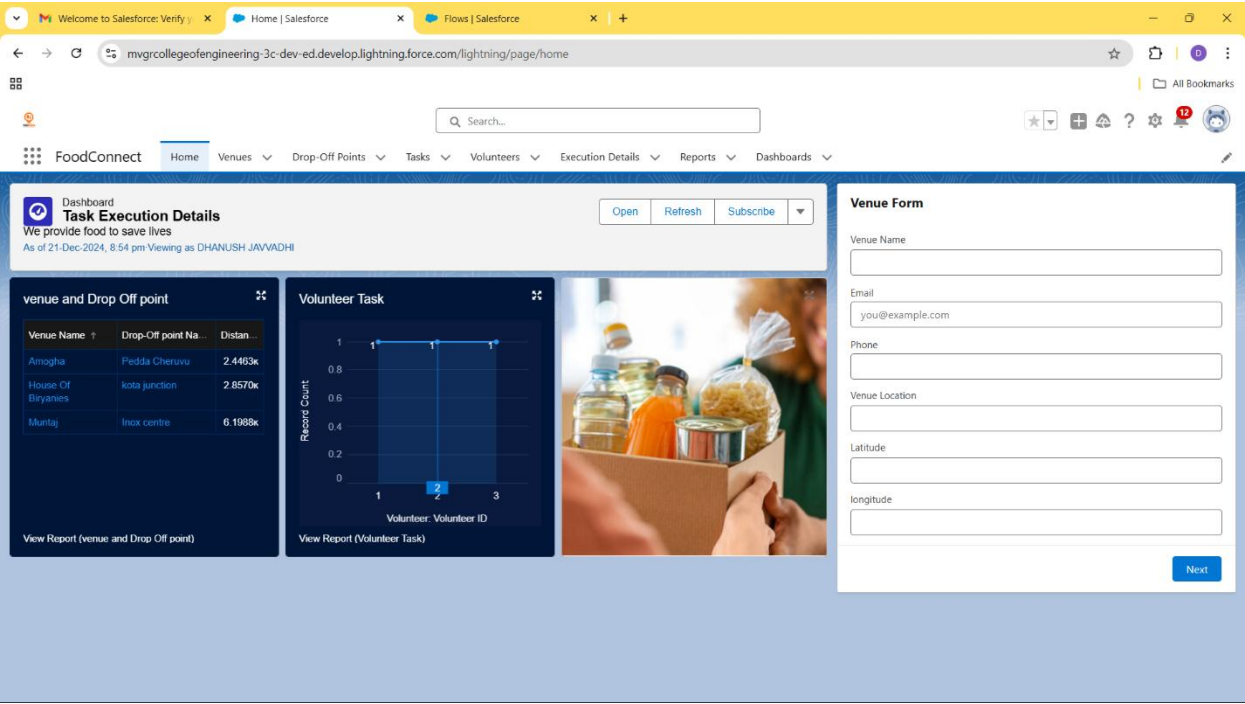 Welcome to Salesforce: Verify y
Home | Salesforce
Flows | Salesforce
mvgrcollegeofengineering-3c-dev-ed.develop.lightning.force.com/lightning/page/home
D
All Bookmarks
Search...
12
FoodConnect Home Venues Drop-Off Points Tasks Volunteers Execution Details Reports Dashboards
Dashboard
Task Execution Details
We provide food to save lives
As of 21-Dec-2024, 8:54 pm·Viewing as DHANUSH JAVVADHI
Open Refresh Subscribe
venue and Drop Off point
Venue Name ↑ Drop-Off point Na... Distan...
Amogha Pedda Cheruvu 2.4463K
House Of Biryanies kota junction 2.8570K
Muntaj Inox centre 6.1988K
View Report (venue and Drop Off point)
Volunteer Task
Record Count
1
0.8
0.6
0.4
0.2
0
1 1 1
2
1 2 3
Volunteer: Volunteer ID
View Report (Volunteer Task)
Venue Form
Venue Name
Email
you@example.com
Phone
Venue Location
Latitude
longitude
Next